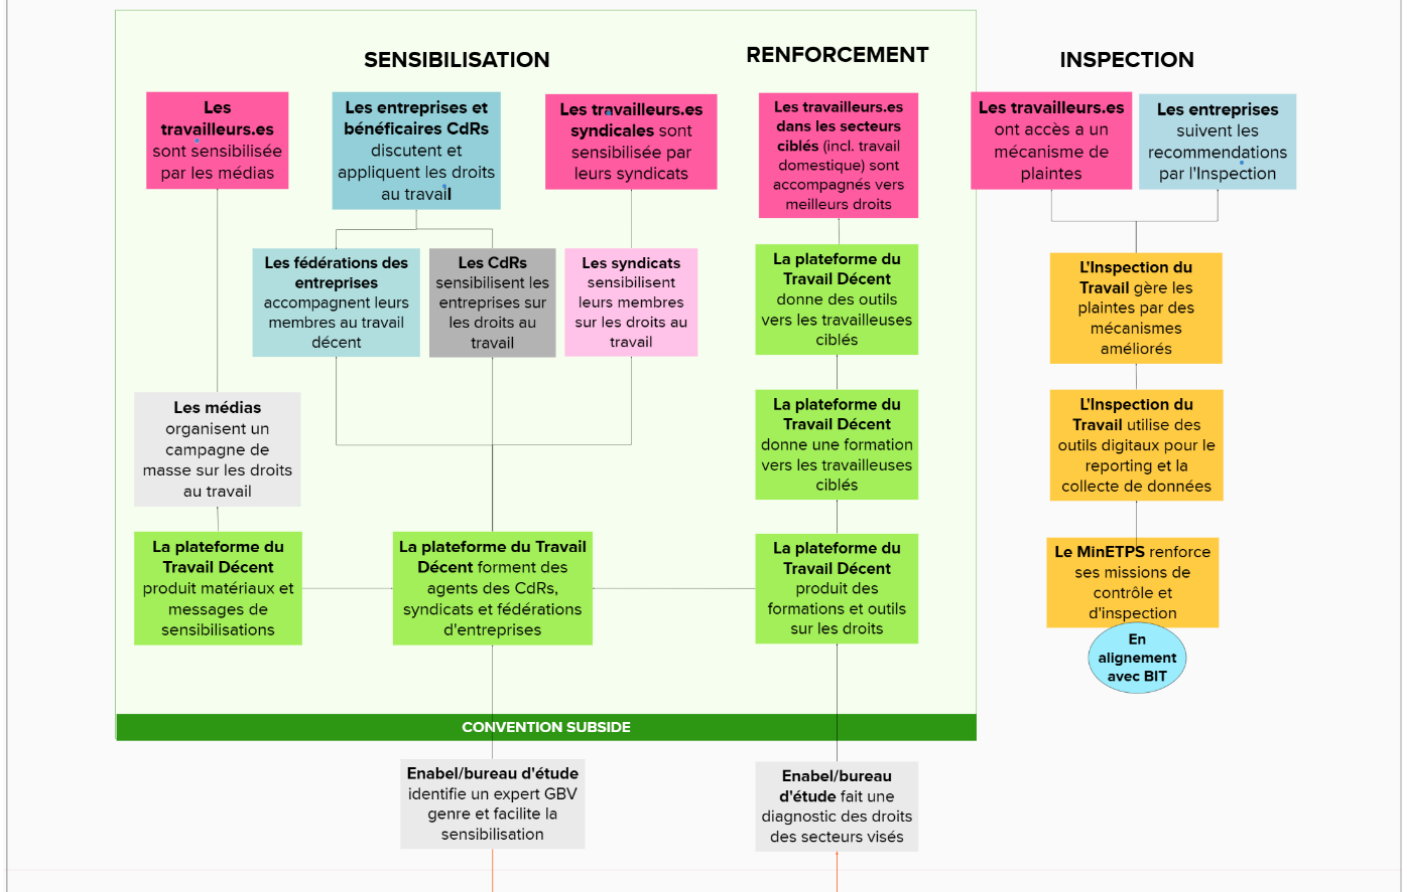 SENSIBILISATION
RENFORCEMENT
INSPECTION
Les
travailleurs.es
sont sensibilisée
par les médias
Les entreprises et
bénéficaires CdRs
discutent et
appliquent les droits
au travail
Les travailleurs.es
syndicales sont
sensibilisée par
leurs syndicats
Les travailleurs.es
dans les secteurs
ciblés (incl. travail
domestique) sont
accompagnés vers
meilleurs droits
Les travailleurs.es
ont accès a un
mécanisme de
plaintes
Les entreprises
suivent les
recommendations
par l'Inspection
Les fédérations des
entreprises
accompagnent leurs
membres au travail
décent
Les CdRs
sensibilisent les
entreprises sur
les droits au
travail
Les syndicats
sensibilisent
leurs membres
sur les droits au
travail
La plateforme du
Travail Décent
donne des outils
vers les travailleuses
ciblés
L'Inspection du
Travail gère les
plaintes par des
mécanismes
améliorés
Les médias
organisent un
campagne de
masse sur les droits
au travail
La plateforme du
Travail Décent
donne une formation
vers les travailleuses
ciblés
L'Inspection du
Travail utilise des
outils digitaux pour le
reporting et la
collecte de données
La plateforme du
Travail Décent
produit matériaux et
messages de
sensibilisations
La plateforme du Travail
Décent forment des
agents des CdRs,
syndicats et fédérations
d'entreprises
La plateforme du
Travail Décent
produit des
formations et outils
sur les droits
Le MinETPS renforce
ses missions de
contrôle et
d'inspection
En
alignement
avec BIT
CONVENTION SUBSIDE
Enabel/bureau d'étude
identifie un expert GBV
genre et facilite la
sensibilisation
Enabel/bureau
d'étude fait une
diagnostic des droits
des secteurs visés